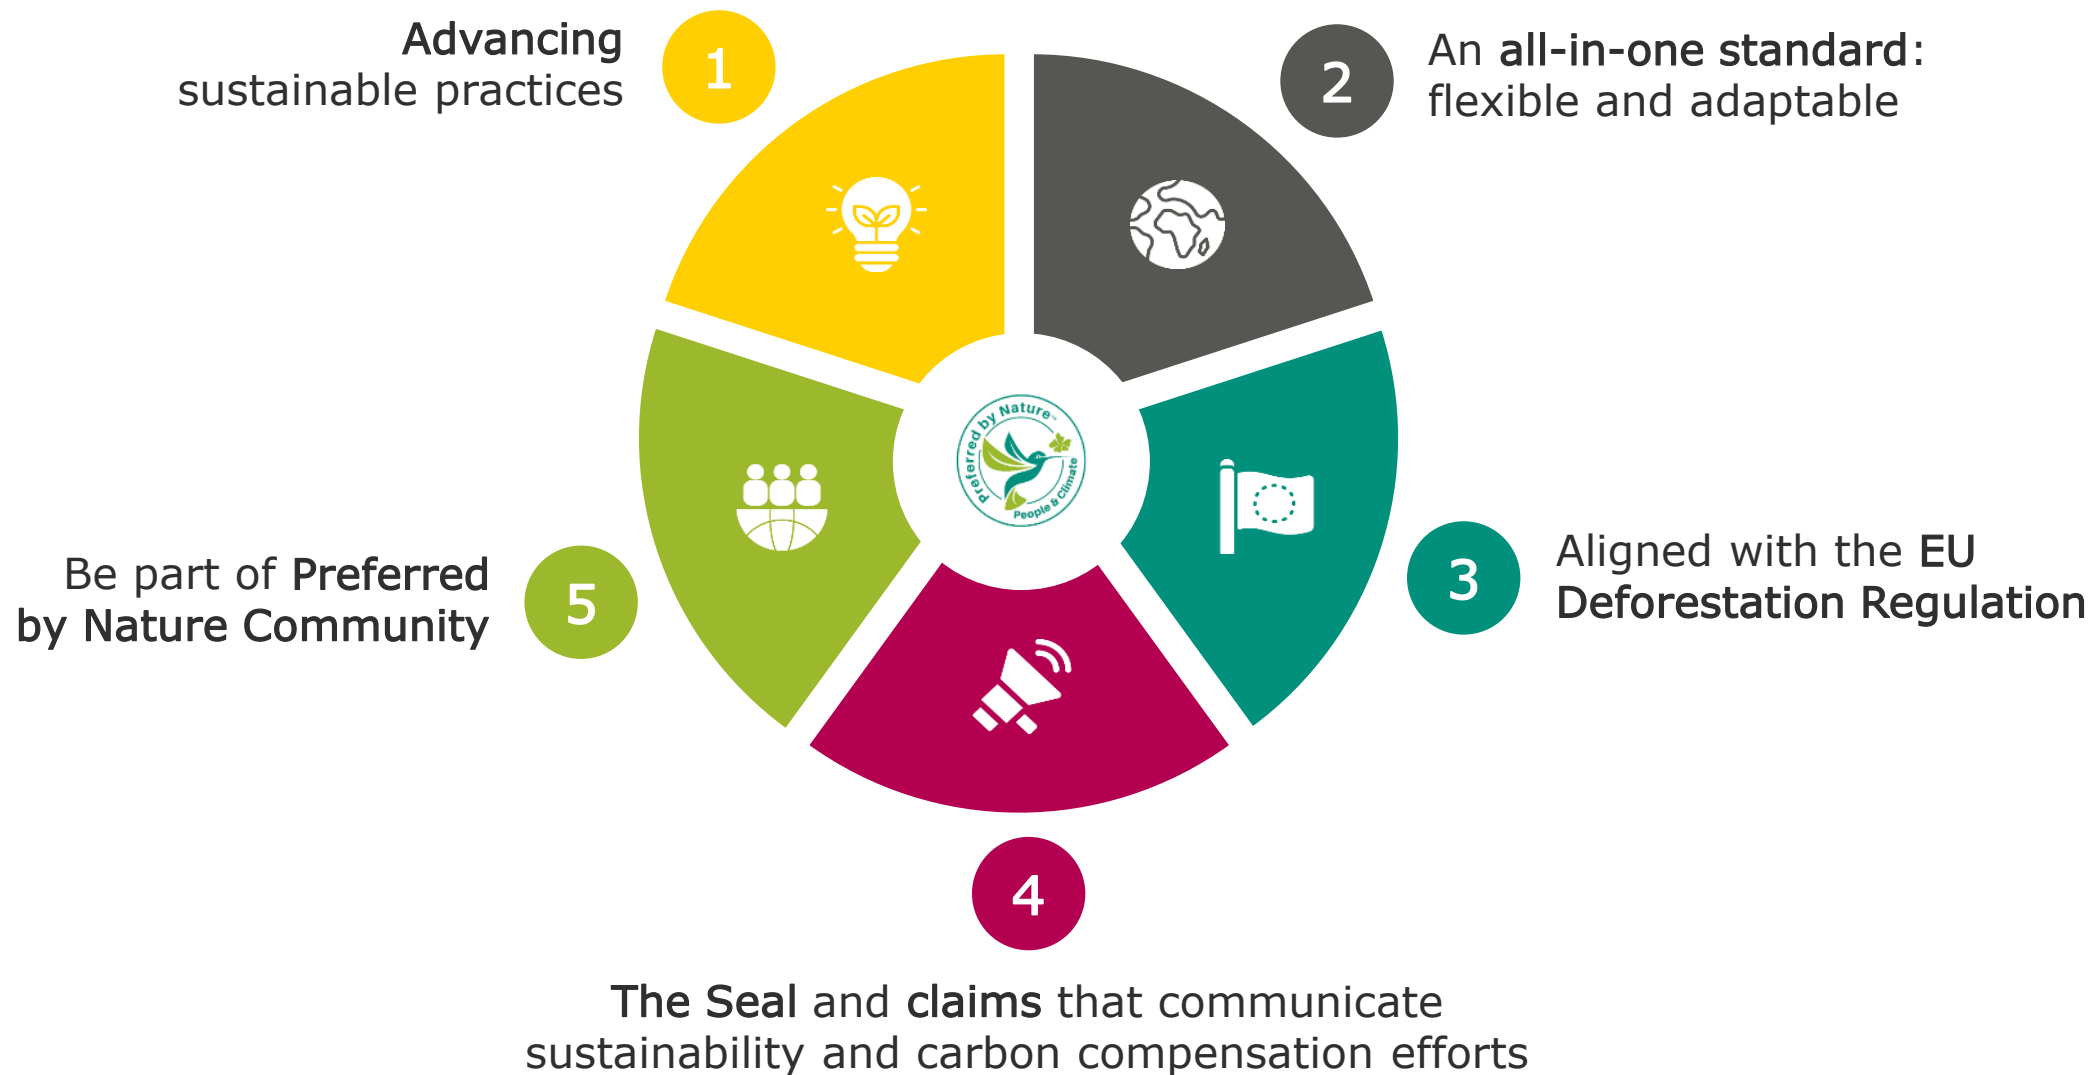 1
Advancing
sustainable practices
2
An all-in-one standard:
flexible and adaptable
3
Aligned with the EU
Deforestation Regulation
4
The Seal and claims that communicate
sustainability and carbon compensation efforts
5
Be part of Preferred
by Nature Community
Preferred by Nature™
People & Climate